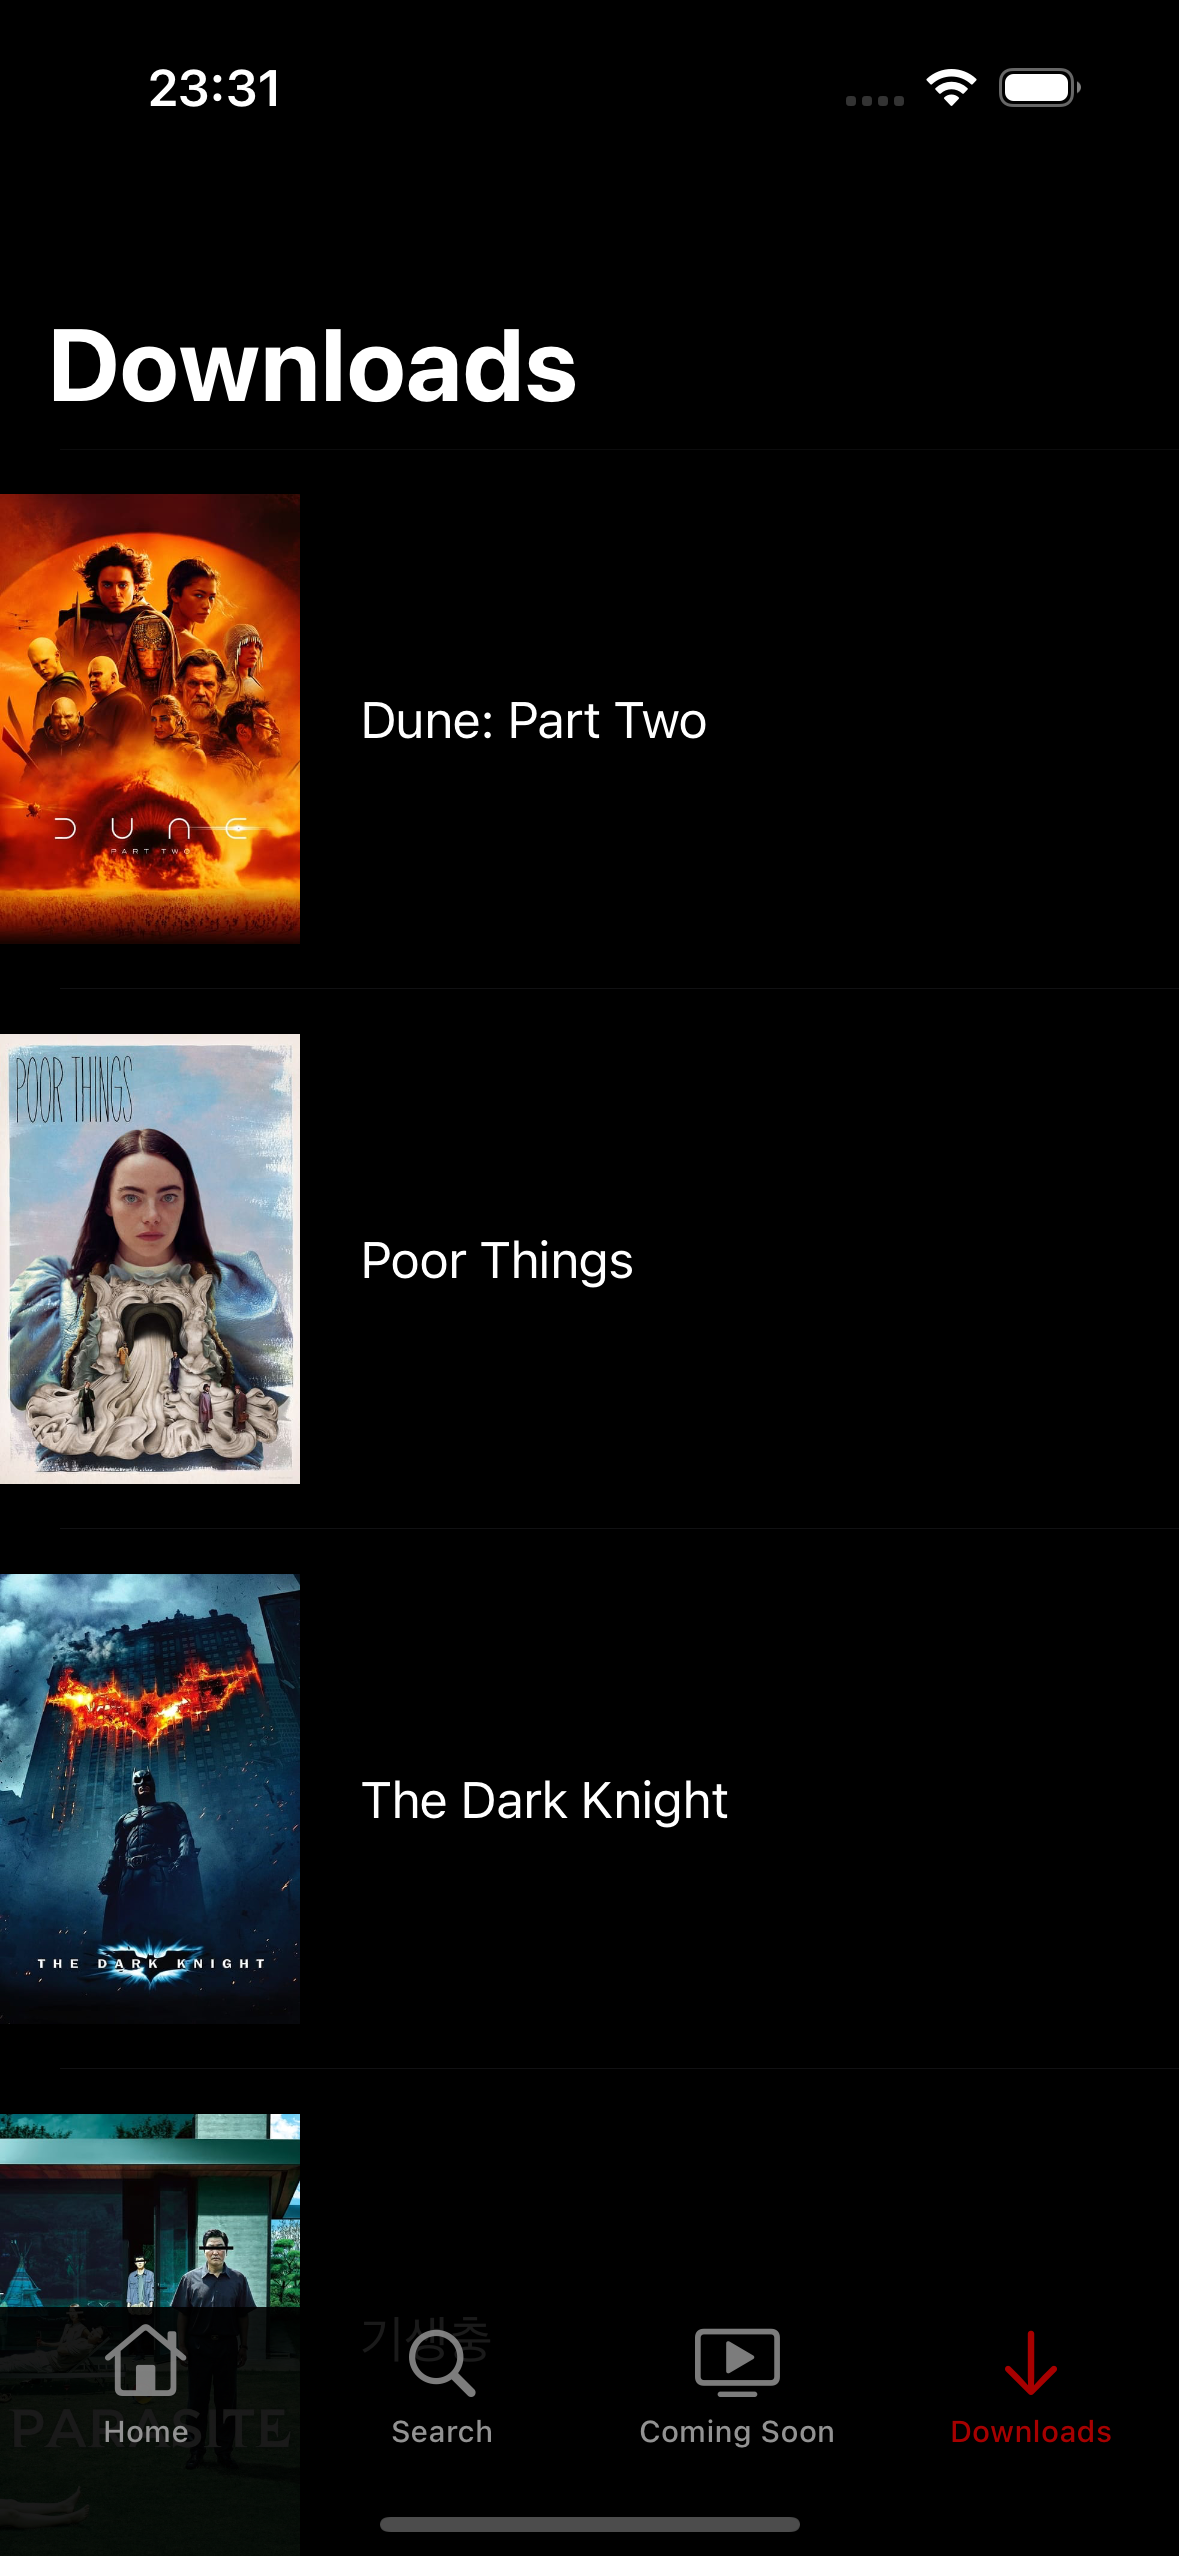 23:31
Downloads
DUNE
PART TWO
Dune: Part Two
POOR THINGS
Poor Things
THE DARK KNIGHT
The Dark Knight
기생충
PARASITE
Home
Search
Coming Soon
Downloads